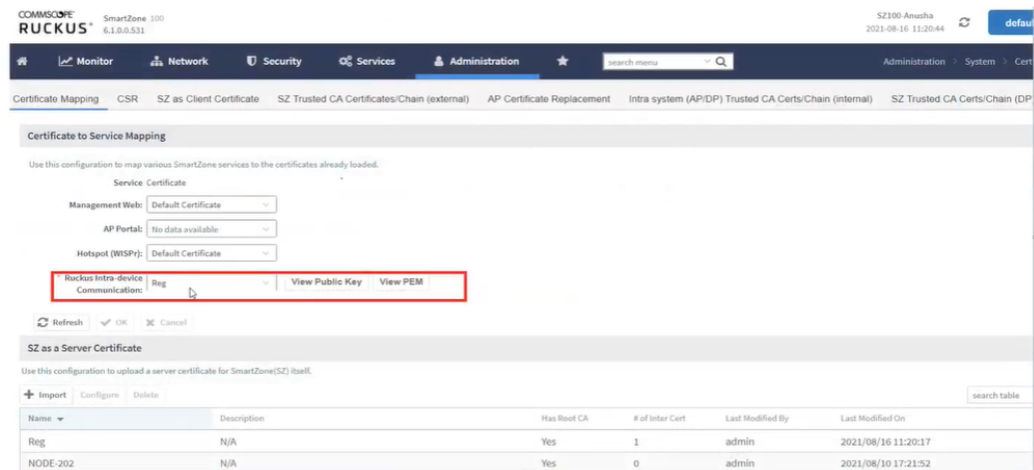 COMMSCOPE
RUCKUS®
SmartZone 100
6.1.0.0.531
SZ100-Anusha
2021-08-16 11:20:44
defaul
Monitor Network Security Services Administration search menu Administration > System > Cert
Certificate Mapping CSR SZ as Client Certificate SZ Trusted CA Certificates/Chain (external) AP Certificate Replacement Intra system (AP/DP) Trusted CA Certs/Chain (internal) SZ Trusted CA Certs/Chain (DP
Certificate to Service Mapping
Use this configuration to map various SmartZone services to the certificates already loaded.
Service Certificate
Management Web: Default Certificate
AP Portal: No data available
Hotspot (WISPr): Default Certificate
* Ruckus Intra-device
Communication: Reg View Public Key View PEM
Refresh OK Cancel
SZ as a Server Certificate
Use this configuration to upload a server certificate for SmartZone(SZ) itself.
Import Configure Delete search table
Name Description Has Root CA # of Inter Cert Last Modified By Last Modified On
Reg N/A Yes 1 admin 2021/08/16 11:20:17
NODE-202 N/A Yes 0 admin 2021/08/10 17:21:52